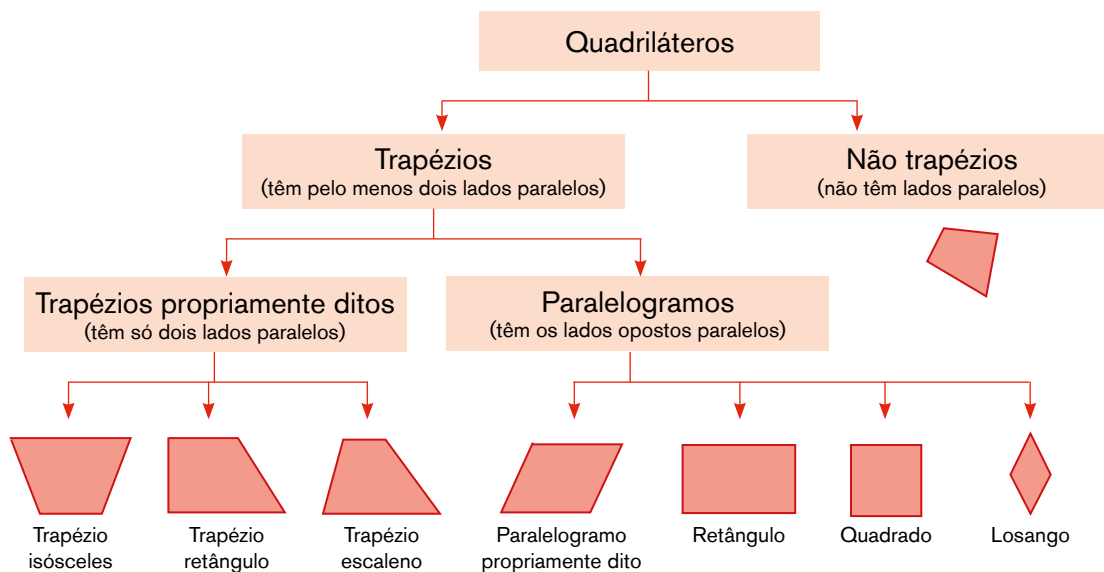 Quadriláteros
Trapézios
(têm pelo menos dois lados paralelos)
Não trapézios
(não têm lados paralelos)
Trapézios propriamente ditos
(têm só dois lados paralelos)
Paralelogramos
(têm os lados opostos paralelos)
Trapézio
isósceles
Trapézio
retângulo
Trapézio
escaleno
Paralelogramo
propriamente dito
Retângulo
Quadrado
Losango